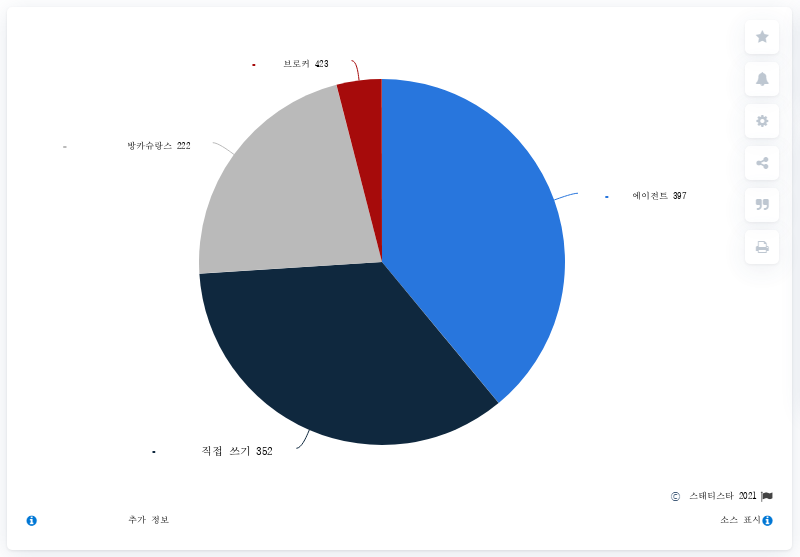 브로커 423
방카슈랑스 222
에이전트 397
직접 쓰기 352
© 스태티스타 2021
추가 정보
소스 표시